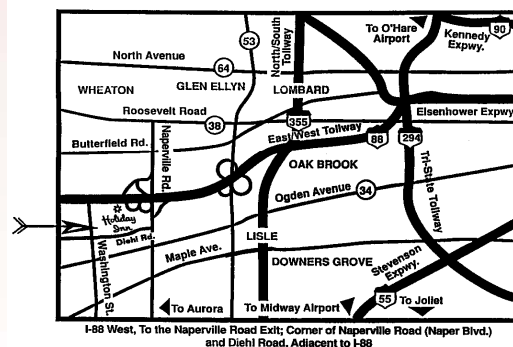 To O'Hare
Airport
Kennedy
Expwy.
90
53
North/South
Tollway
North Avenue
64
WHEATON
GLEN ELLYN
LOMBARD
Roosevelt Road
38
355
Eisenhower Expwy
Butterfield Rd.
Naperville Rd.
East/West Tollway
88
294
OAK BROOK
Tri-State Tollway
Ogden Avenue
34
Holiday
Inn
Diehl Rd.
Washington St.
LISLE
Maple Ave.
DOWNERS GROVE
Stevenson
Expwy.
55
To Aurora
To Midway Airport
To Joliet
I-88 West, To the Naperville Road Exit; Corner of Naperville Road (Naper Blvd.)
and Diehl Road, Adjacent to I-88